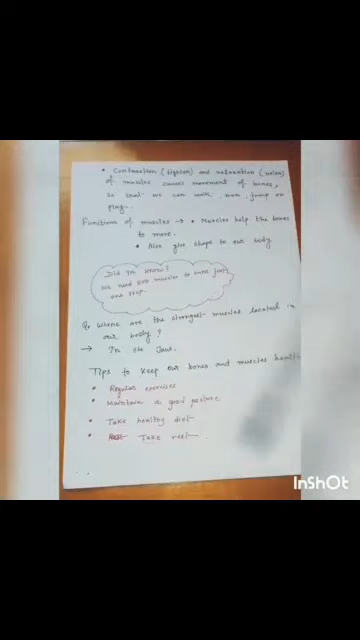 • Contraction (tighten) and relaxation (relax)
of muscles causes movement of bones,
so that we can walk, run, jump or
play.
Functions of muscles → • Muscles help the bones
to move.
• Also give shape to our body
Did you know?
We need 200 muscles to take just
one step.
Q. Where are the strongest muscles located in
our body?
→ In the Jaws.
Tips to keep our bones and muscles health
• Regular exercises
• Maintain a good posture
• Take healthy diet
• Take rest
InShOt